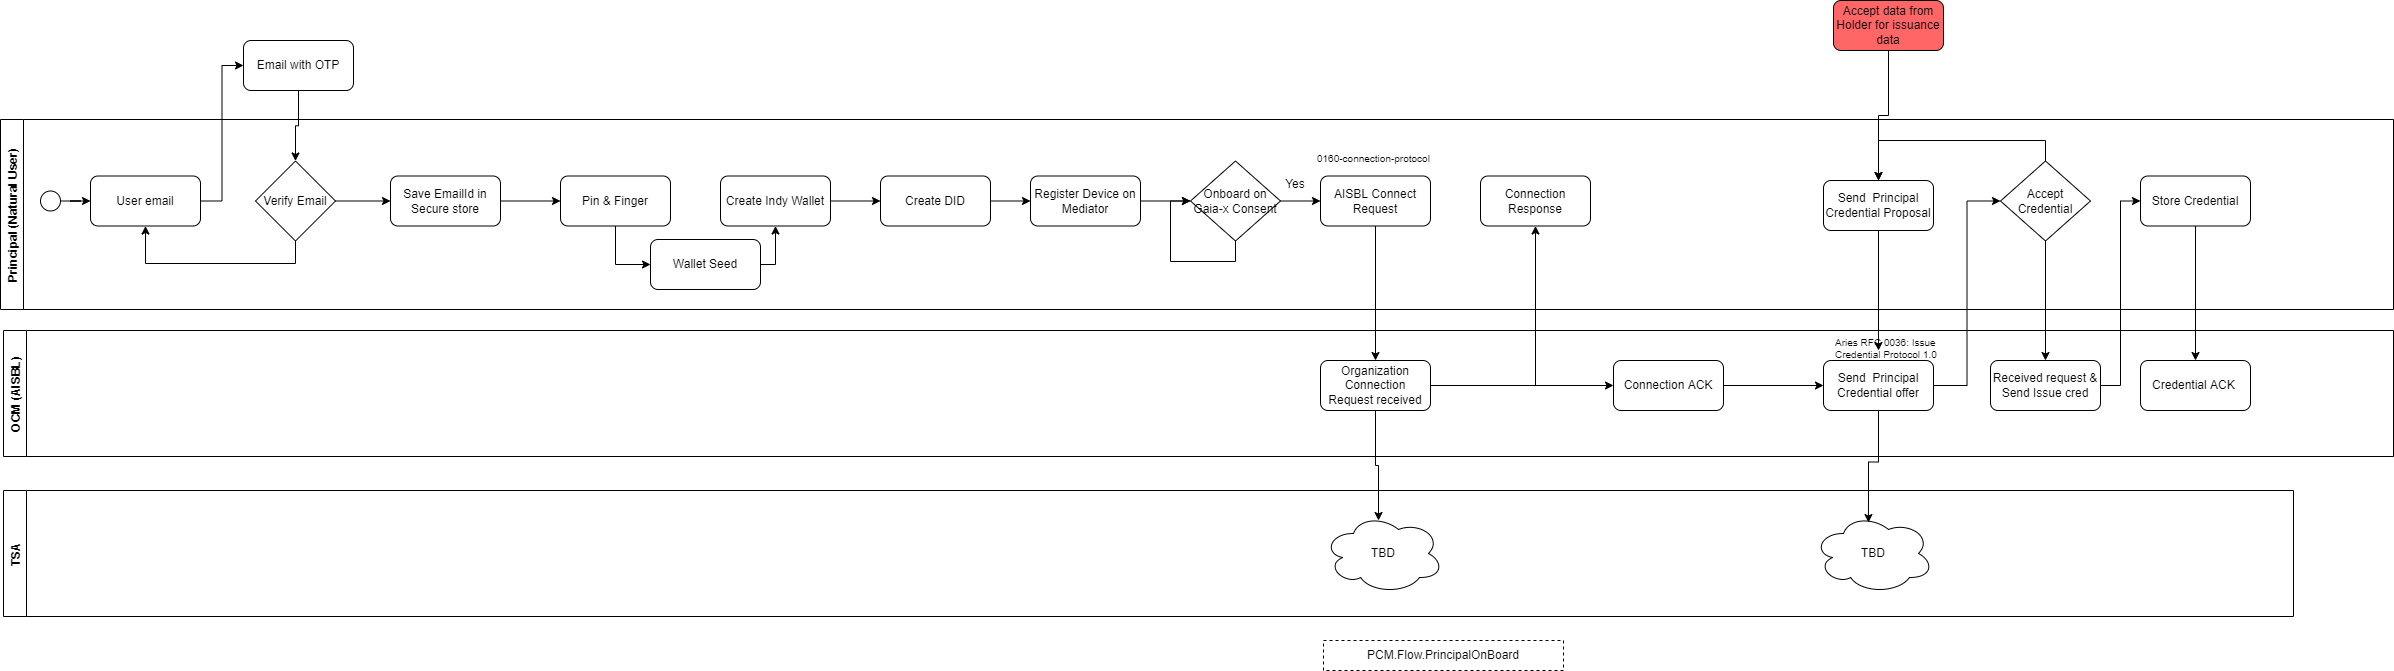 Accept data from
Holder for issuance
data
Email with OTP
Principal (Natural User)
User email
Verify Email
Save EmailId in
Secure store
Pin & Finger
Wallet Seed
Create Indy Wallet
Create DID
Register Device on
Mediator
Onboard on
Gaia-x Consent
Yes
0160-connection-protocol
AISBL Connect
Request
Connection
Response
Send  Principal
Credential Proposal
Accept
Credential
Store Credential
OCM (AISBL)
Organization
Connection
Request received
Connection ACK
Aries RFC 0036: Issue
Credential Protocol 1.0
Send  Principal
Credential offer
Received request &
Send Issue cred
Credential ACK
TSA
TBD
TBD
PCM.Flow.PrincipalOnBoard